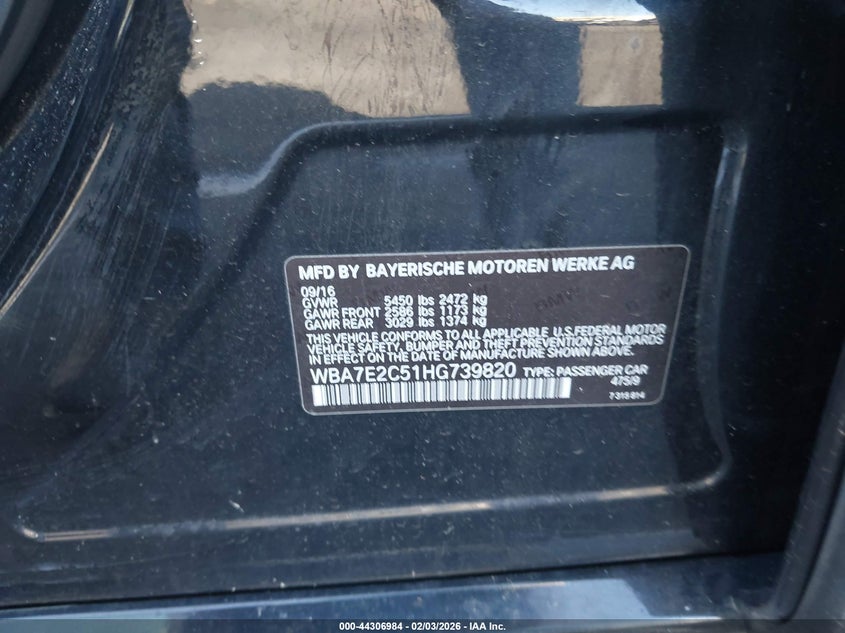 MFD BY BAYERISCHE MOTOREN WERKE AG
09/16
GVWR 5450 lbs 2472 kg
GAWR FRONT 2586 lbs 1173 kg
GAWR REAR 3029 lbs 1374 kg
THIS VEHICLE CONFORMS TO ALL APPLICABLE U.S.FEDERAL MOTOR
VEHICLE SAFETY, BUMPER AND THEFT PREVENTION STANDARDS
IN EFFECT ON THE DATE OF MANUFACTURE SHOWN ABOVE.
WBA7E2C51HG739820 TYPE: PASSENGER CAR
475/9
7319814
000-44306984 - 02/03/2026 - IAA Inc.